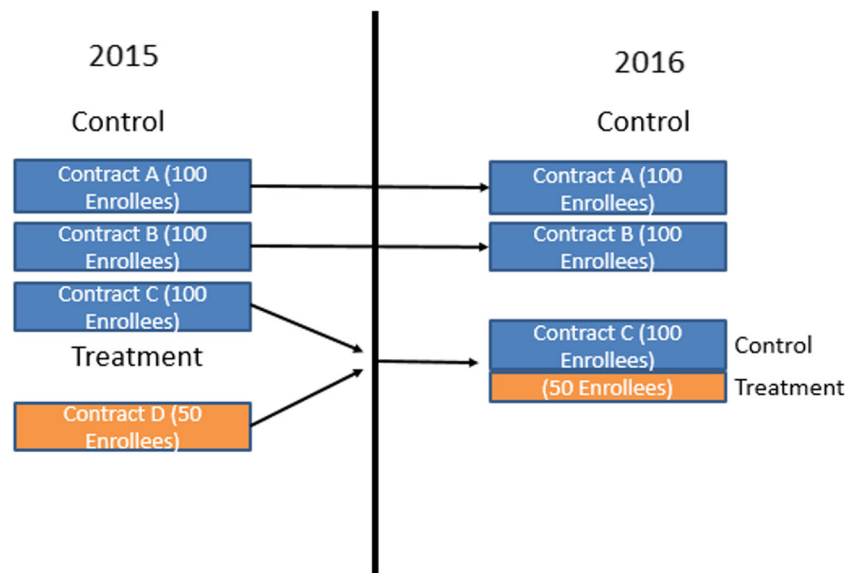 2015
Control
Contract A (100
Enrollees)
Contract B (100
Enrollees)
Contract C (100
Enrollees)
Treatment
Contract D (50
Enrollees)
2016
Control
Contract A (100
Enrollees)
Contract B (100
Enrollees)
Contract C (100
Enrollees)
Control
(50 Enrollees)
Treatment